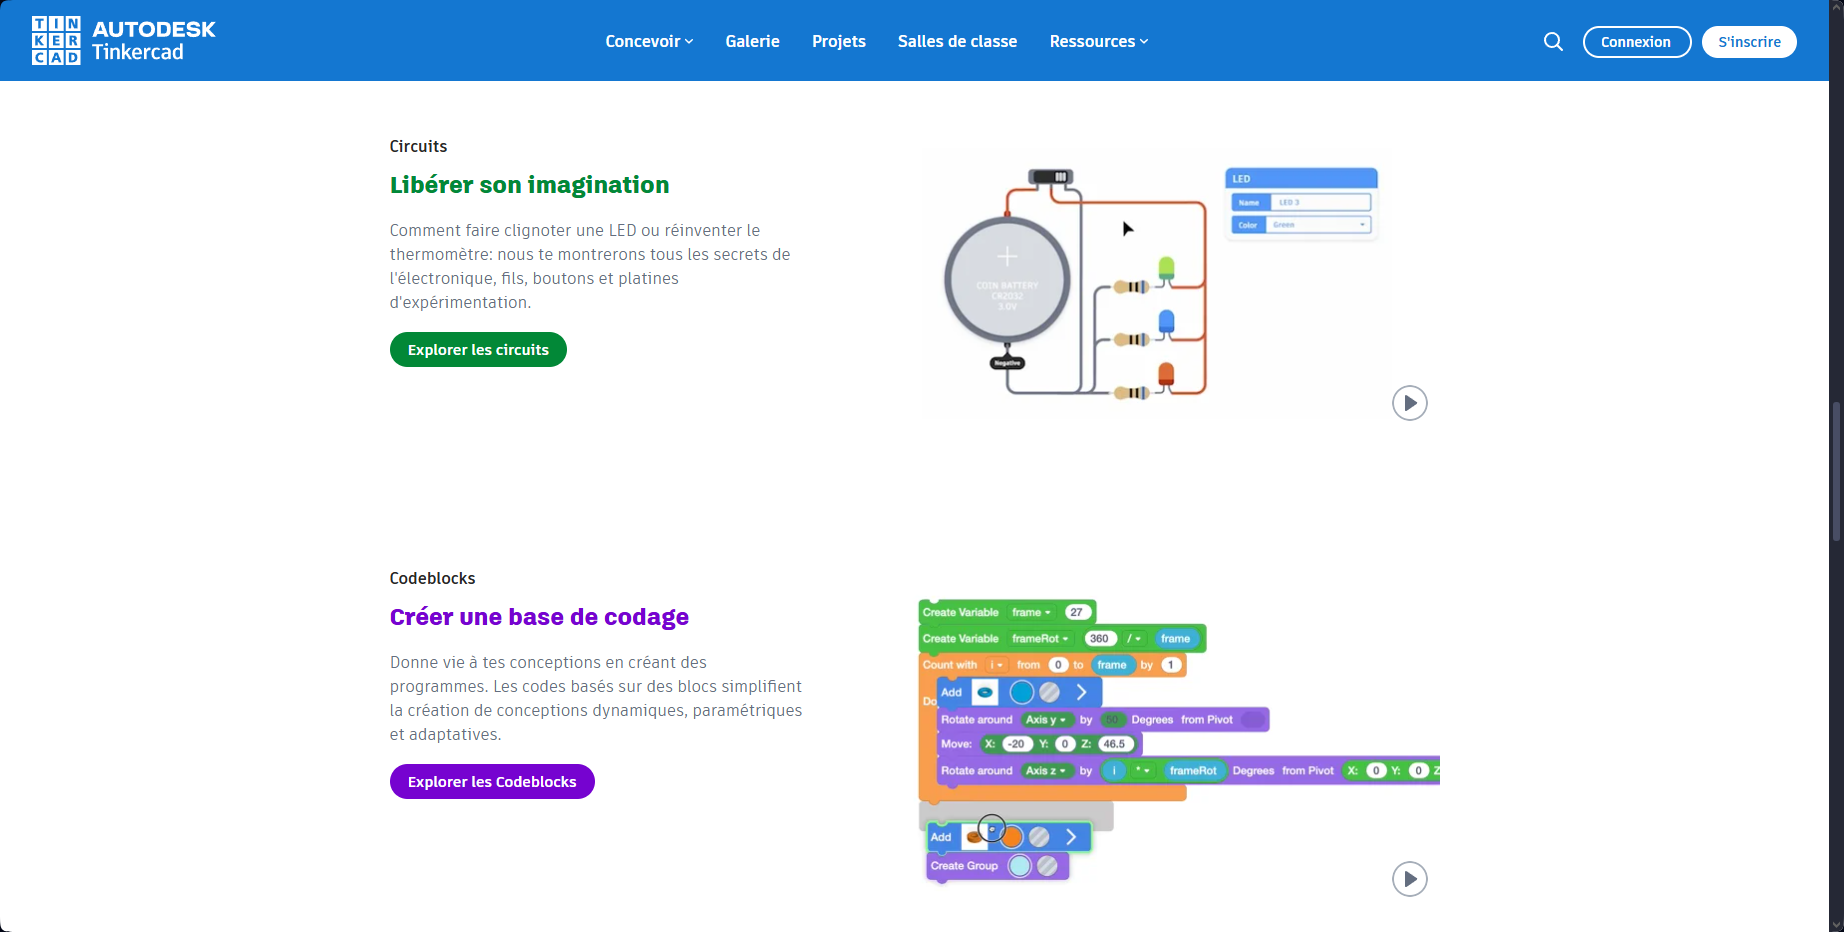 TIN
KER
CAD
AUTODESK
Tinkercad
Concevoir
Galerie
Projets
Salles de classe
Ressources
Connexion
S'inscrire
Circuits
Libérer son imagination
Comment faire clignoter une LED ou réinventer le
thermomètre: nous te montrerons tous les secrets de
l'électronique, fils, boutons et platines
d'expérimentation.
Explorer les circuits
COIN BATTERY
CR2032
3.0V
Negative
LED
Name LED 3
Color Green
Codeblocks
Créer une base de codage
Donne vie à tes conceptions en créant des
programmes. Les codes basés sur des blocs simplifient
la création de conceptions dynamiques, paramétriques
et adaptatives.
Explorer les Codeblocks
Create Variable frame 27
Create Variable frameRot 360 / frame
Count with i from 0 to frame by 1
Do
Add
Rotate around Axis y by 50 Degrees from Pivot
Move: X: -20 Y: 0 Z: 46.5
Rotate around Axis z by i * frameRot Degrees from Pivot X: 0 Y: 0 Z
Add
Create Group